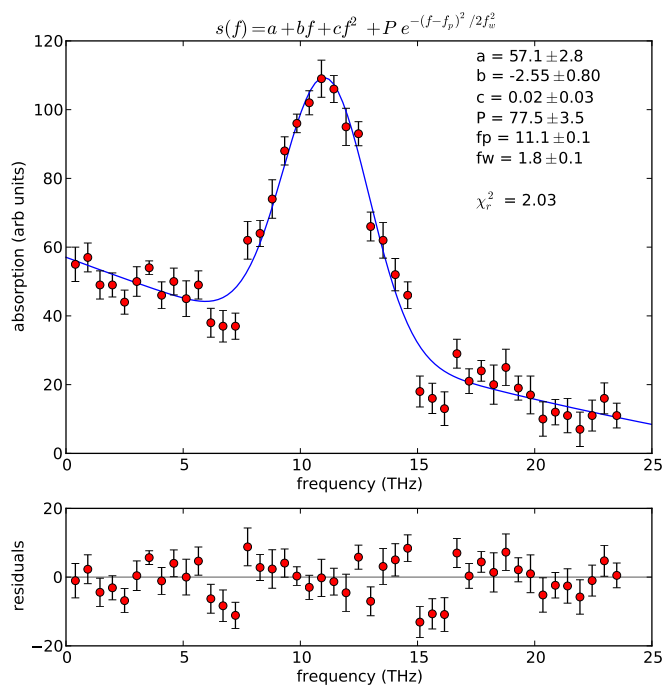 s(f)=a+bf+cf² +P e^{−(f−f_p)²/2f_w²}
120
100
80
60
40
20
0
absorption (arb units)
a = 57.1±2.8
b = -2.55±0.80
c = 0.02±0.03
P = 77.5±3.5
fp = 11.1±0.1
fw = 1.8±0.1
χ_r² = 2.03
0 5 10 15 20 25
frequency (THz)
20
0
−20
residuals
0 5 10 15 20 25
frequency (THz)